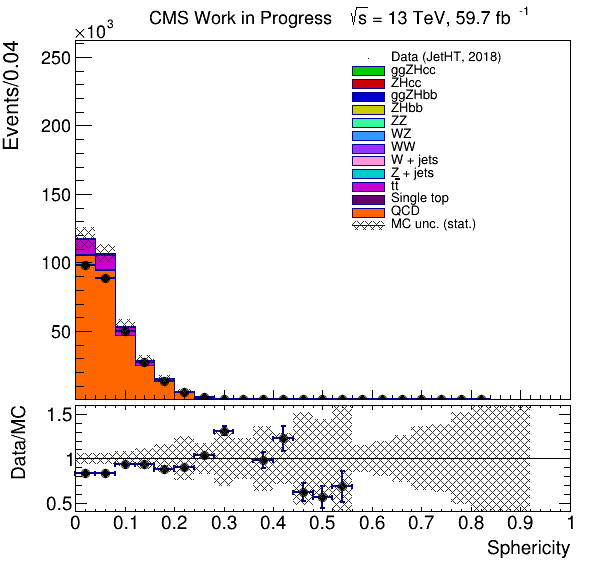 CMS Work in Progress √s = 13 TeV, 59.7 fb -1
×10³
Events/0.04
250
200
150
100
50
Data (JetHT, 2018)
ggZHcc
ZHcc
ggZHbb
ZHbb
ZZ
WZ
WW
W + jets
Z + jets
tt̅
Single top
QCD
MC unc. (stat.)
Data/MC
1.5
1
0.5
0 0.1 0.2 0.3 0.4 0.5 0.6 0.7 0.8 0.9 1
Sphericity